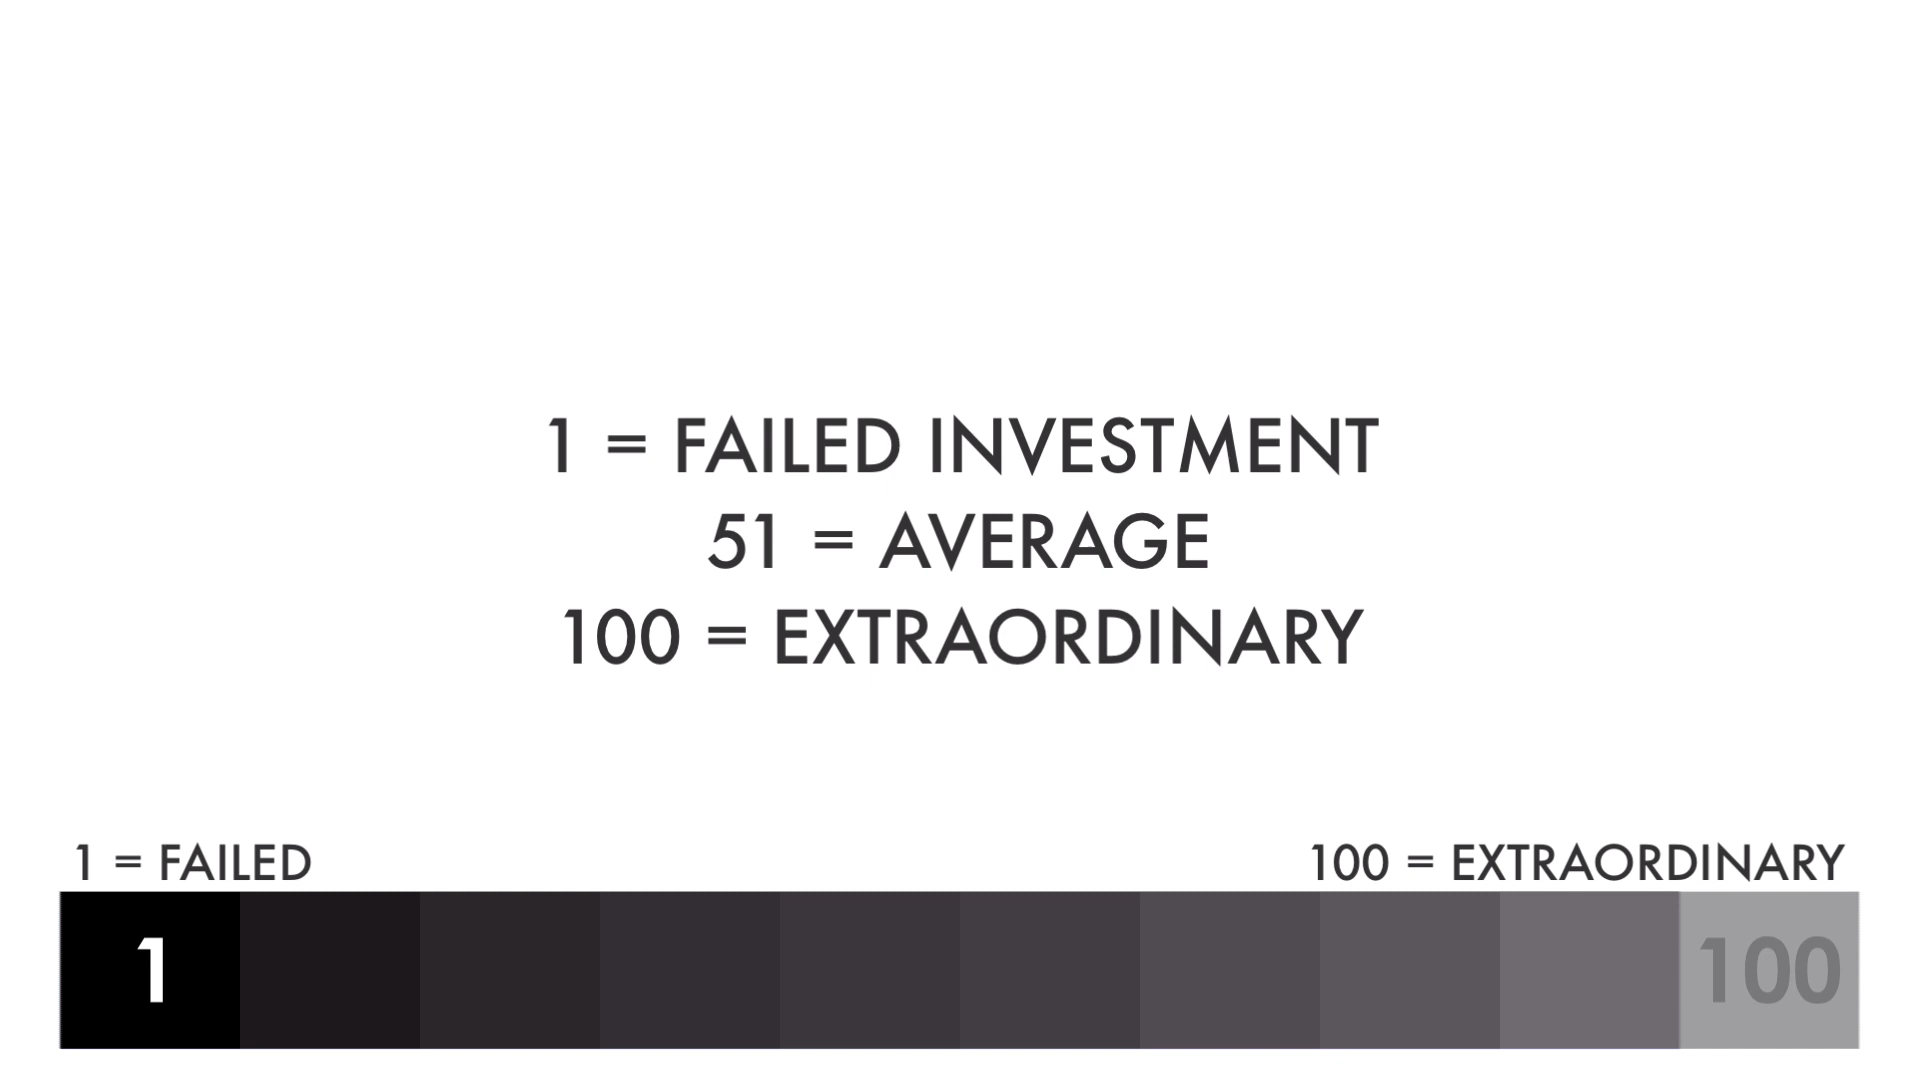 1 = FAILED INVESTMENT
51 = AVERAGE
100 = EXTRAORDINARY
1 = FAILED
100 = EXTRAORDINARY
1
100